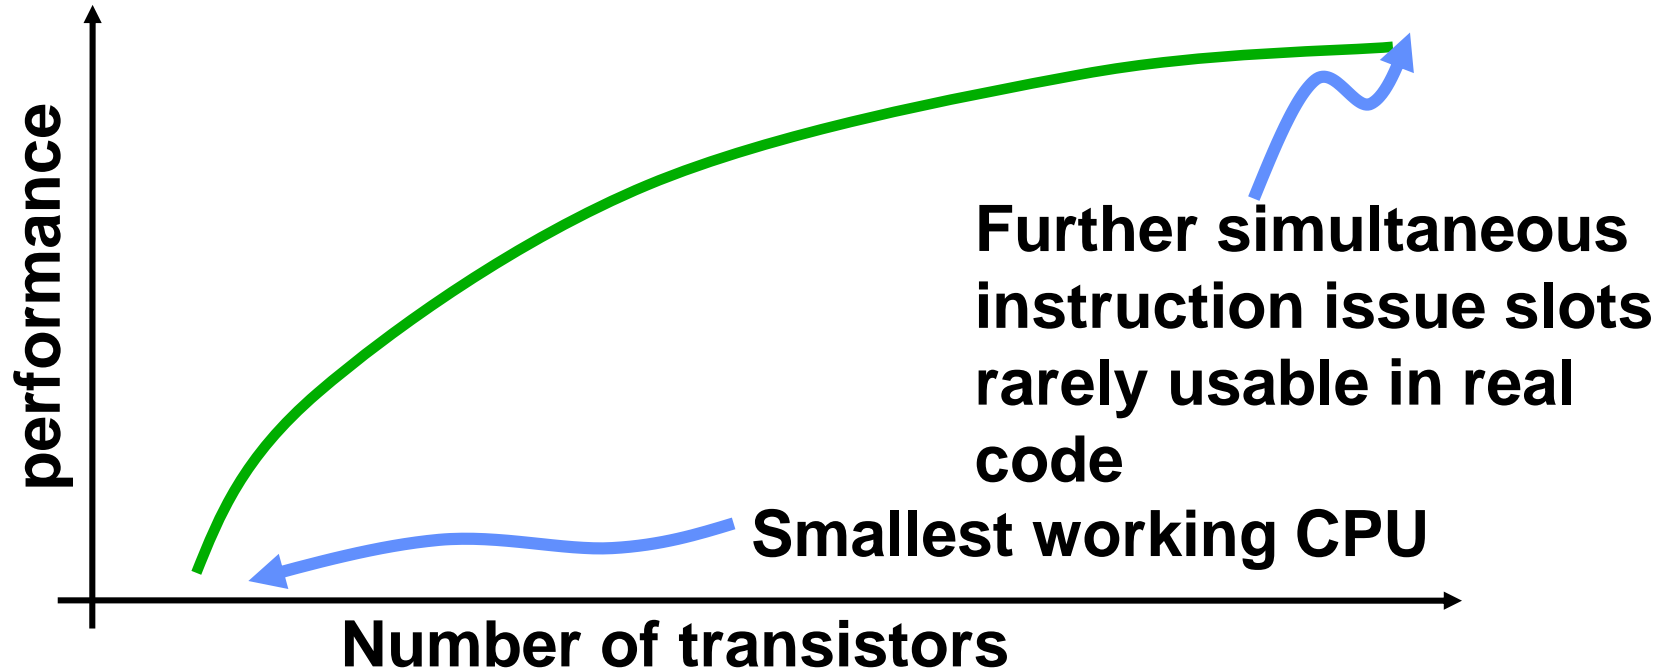 performance
Further simultaneous
instruction issue slots
rarely usable in real
code
Smallest working CPU
Number of transistors